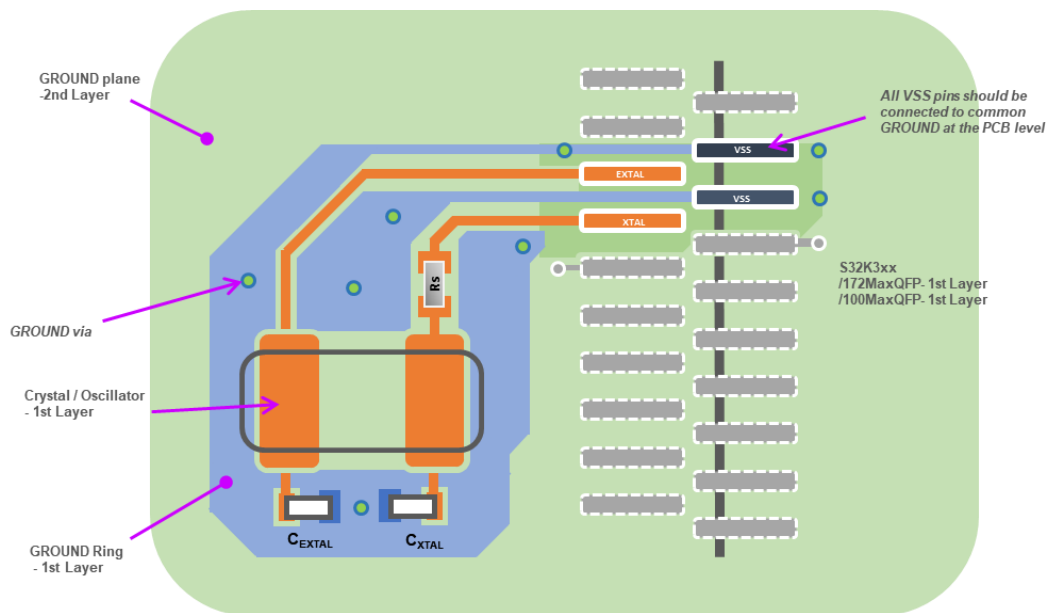 GROUND plane
-2nd Layer
All VSS pins should be
connected to common
GROUND at the PCB level
VSS
EXTAL
VSS
XTAL
S32K3xx
/172MaxQFP- 1st Layer
/100MaxQFP- 1st Layer
Rs
GROUND via
Crystal / Oscillator
- 1st Layer
GROUND Ring
- 1st Layer
CEXTAL
CXTAL